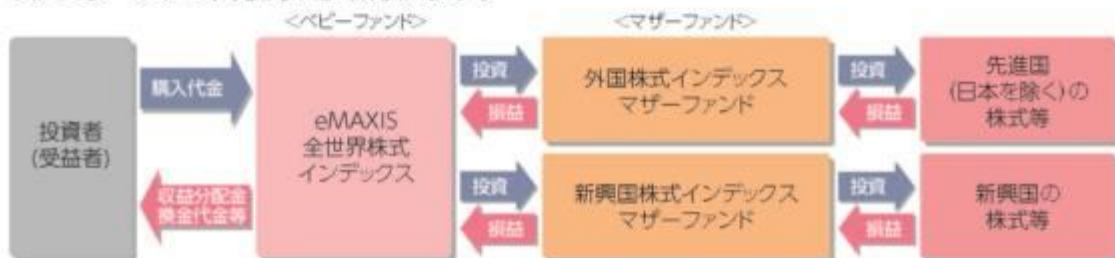 <ベビーファンド>
<マザーファンド>
投資者
(受益者)
購入代金
収益分配金
換金代金等
eMAXIS
全世界株式
インデックス
投資
損益
外国株式インデックス
マザーファンド
投資
損益
先進国
(日本を除く)の
株式等
投資
損益
新興国株式インデックス
マザーファンド
投資
損益
新興国の
株式等